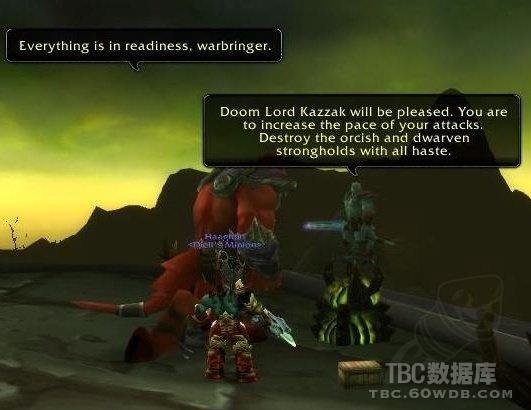 Everything is in readiness, warbringer.
Doom Lord Kazzak will be pleased. You are
to increase the pace of your attacks.
Destroy the orcish and dwarven
strongholds with all haste.
Minion>
TBC数据库
TBC.60WDB.COM